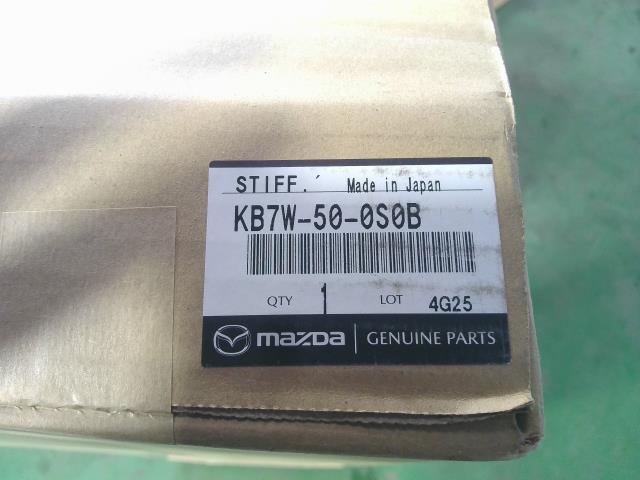 STIFF.´ Made in Japan
KB7W-50-0S0B
QTY 1 LOT 4G25
mazda GENUINE PARTS